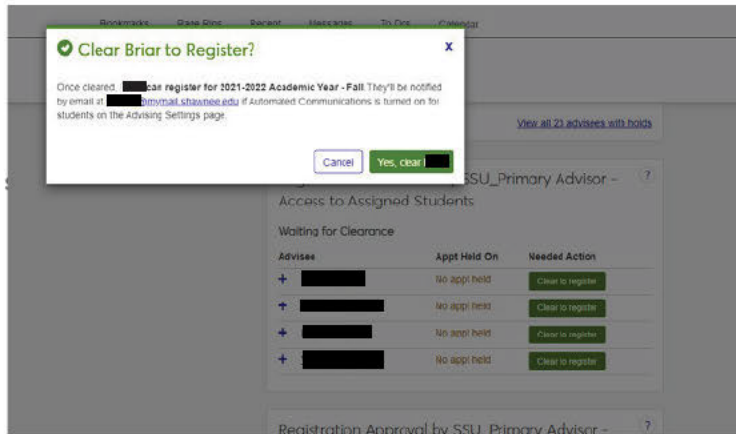 Bookmarks Page Pins Recent Messages To Dos Calendar
Clear Briar to Register?
X
Once cleared, can register for 2021-2022 Academic Year - Fall. They'll be notified
by email at @mymail.shawnee.edu if Automated Communications is turned on for
students on the Advising Settings page.
Cancel
Yes, clear
View all 23 advisees with holds
by SSU_Primary Advisor -
?
Access to Assigned Students
Waiting for Clearance
Advisee Appt Held On Needed Action
+ No appt held Clear to register
+ No appt held Clear to register
+ No appt held Clear to register
+ No appt held Clear to register
Registration Approval by SSU_Primary Advisor -
?